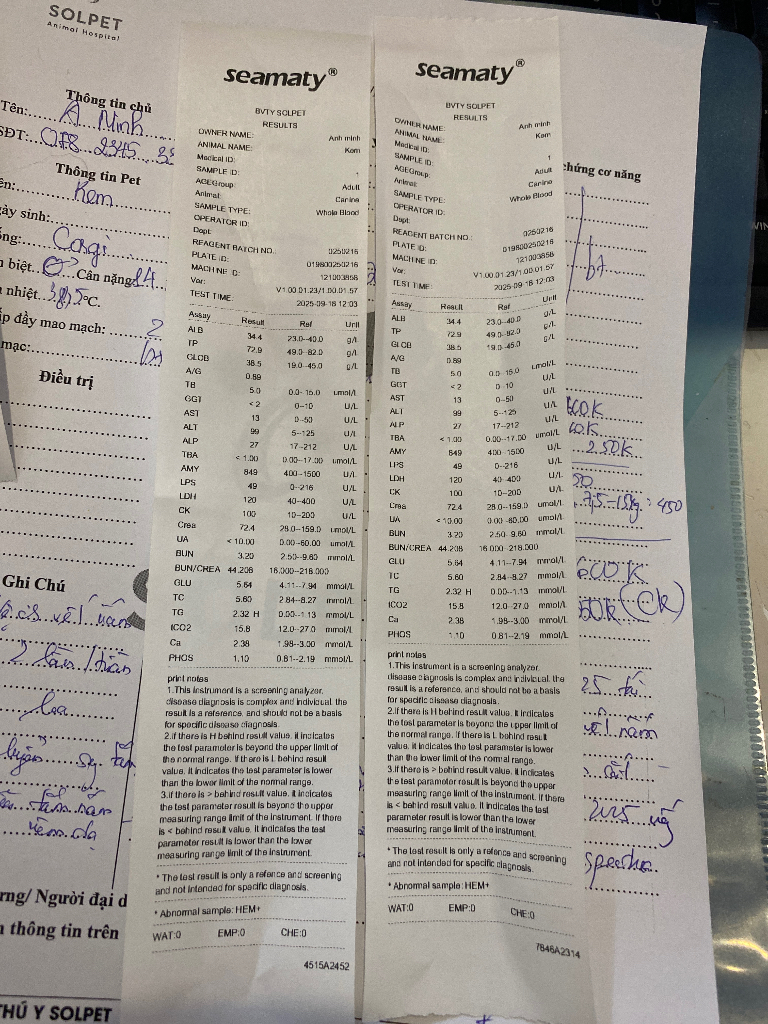 SOLPET
Animal Hospital
Thông tin chủ
Tên: A Ninh
SĐT: 078 2345 33
Thông tin Pet
Kem
ày sinh:
Cogi
biệt Cân nặng 14
nhiệt 38,5 °C.
ấp đầy mao mạch: 2
mạc:
Điều trị
Ghi Chú
2 lần / tuần
ng/ Người đại d
thông tin trên
THÚ Y SOLPET
seamaty®
BVTY SOLPET
RESULTS
OWNER NAME: Anh minh
ANIMAL NAME: Kem
Medical ID:
SAMPLE ID: 1
AGEGroup: Adult
Animal: Canine
SAMPLE TYPE: Whole Blood
OPERATOR ID:
Dept:
REAGENT BATCH NO.: 0250216
PLATE ID: 019800250216
MACHINE ID: 121003858
Ver: V1.00.01.23/1.00.01.57
TEST TIME: 2025-09-18 12:03
Assay Result Ref Unit
ALB 34.4 23.0--40.0 g/L
TP 72.9 49.0--82.0 g/L
GLOB 38.5 19.0--45.0 g/L
A/G 0.89
TB 5.0 0.0--15.0 umol/L
GGT <2 0--10 U/L
AST 13 0--50 U/L
ALT 99 5--125 U/L
ALP 27 17--212 U/L
TBA <1.00 0.00--17.00 umol/L
AMY 849 400--1500 U/L
LPS 49 0--216 U/L
LDH 120 40--400 U/L
CK 100 10--200 U/L
Crea 72.4 28.0--159.0 umol/L
UA <10.00 0.00--60.00 umol/L
BUN 3.20 2.50--9.60 mmol/L
BUN/CREA 44.208 16.000--218.000
GLU 5.64 4.11--7.94 mmol/L
TC 5.60 2.84--8.27 mmol/L
TG 2.32 H 0.00--1.13 mmol/L
tCO2 15.8 12.0--27.0 mmol/L
Ca 2.38 1.98--3.00 mmol/L
PHOS 1.10 0.81--2.19 mmol/L
print notes
1.This instrument is a screening analyzer.
disease diagnosis is complex and individual. the
result is a reference, and should not be a basis
for specific disease diagnosis.
2.if there is H behind result value. it indicates
the test parameter is beyond the upper limit of
the normal range. if there is L behind result
value. it indicates the test parameter is lower
than the lower limit of the normal range.
3.if there is > behind result value. it indicates
the test parameter result is beyond the upper
measuring range limit of the instrument. if there
is < behind result value. it indicates the test
parameter result is lower than the lower
measuring range limit of the instrument.
* The test result is only a refence and screening
and not intended for specific diagnosis.
* Abnormal sample: HEM+
WAT:0 EMP:0 CHE:0
4515A2452
seamaty®
BVTY SOLPET
RESULTS
OWNER NAME: Anh minh
ANIMAL NAME: Kem
Medical ID:
SAMPLE ID: 1
AGEGroup: Adult
Animal: Canine
SAMPLE TYPE: Whole Blood
OPERATOR ID:
Dept:
REAGENT BATCH NO.: 0250216
PLATE ID: 019800250216
MACHINE ID: 121003858
Ver: V1.00.01.23/1.00.01.57
TEST TIME: 2025-09-18 12:03
Assay Result Ref Unit
ALB 34.4 23.0--40.0 g/L
TP 72.9 49.0--82.0 g/L
GLOB 38.5 19.0--45.0 g/L
A/G 0.89
TB 5.0 0.0--15.0 umol/L
GGT <2 0--10 U/L
AST 13 0--50 U/L
ALT 99 5--125 U/L
ALP 27 17--212 U/L
TBA <1.00 0.00--17.00 umol/L
AMY 849 400--1500 U/L
LPS 49 0--216 U/L
LDH 120 40--400 U/L
CK 100 10--200 U/L
Crea 72.4 28.0--159.0 umol/L
UA <10.00 0.00--60.00 umol/L
BUN 3.20 2.50--9.60 mmol/L
BUN/CREA 44.208 16.000--218.000
GLU 5.64 4.11--7.94 mmol/L
TC 5.60 2.84--8.27 mmol/L
TG 2.32 H 0.00--1.13 mmol/L
tCO2 15.8 12.0--27.0 mmol/L
Ca 2.38 1.98--3.00 mmol/L
PHOS 1.10 0.81--2.19 mmol/L
print notes
1.This instrument is a screening analyzer.
disease diagnosis is complex and individual. the
result is a reference, and should not be a basis
for specific disease diagnosis.
2.if there is H behind result value. it indicates
the test parameter is beyond the upper limit of
the normal range. if there is L behind result
value. it indicates the test parameter is lower
than the lower limit of the normal range.
3.if there is > behind result value. it indicates
the test parameter result is beyond the upper
measuring range limit of the instrument. if there
is < behind result value. it indicates the test
parameter result is lower than the lower
measuring range limit of the instrument.
* The test result is only a refence and screening
and not intended for specific diagnosis.
* Abnormal sample: HEM+
WAT:0 EMP:0 CHE:0
7846A2314
chứng cơ năng
bt
250K
7,5-15kg: 450
600K
50K (OK)